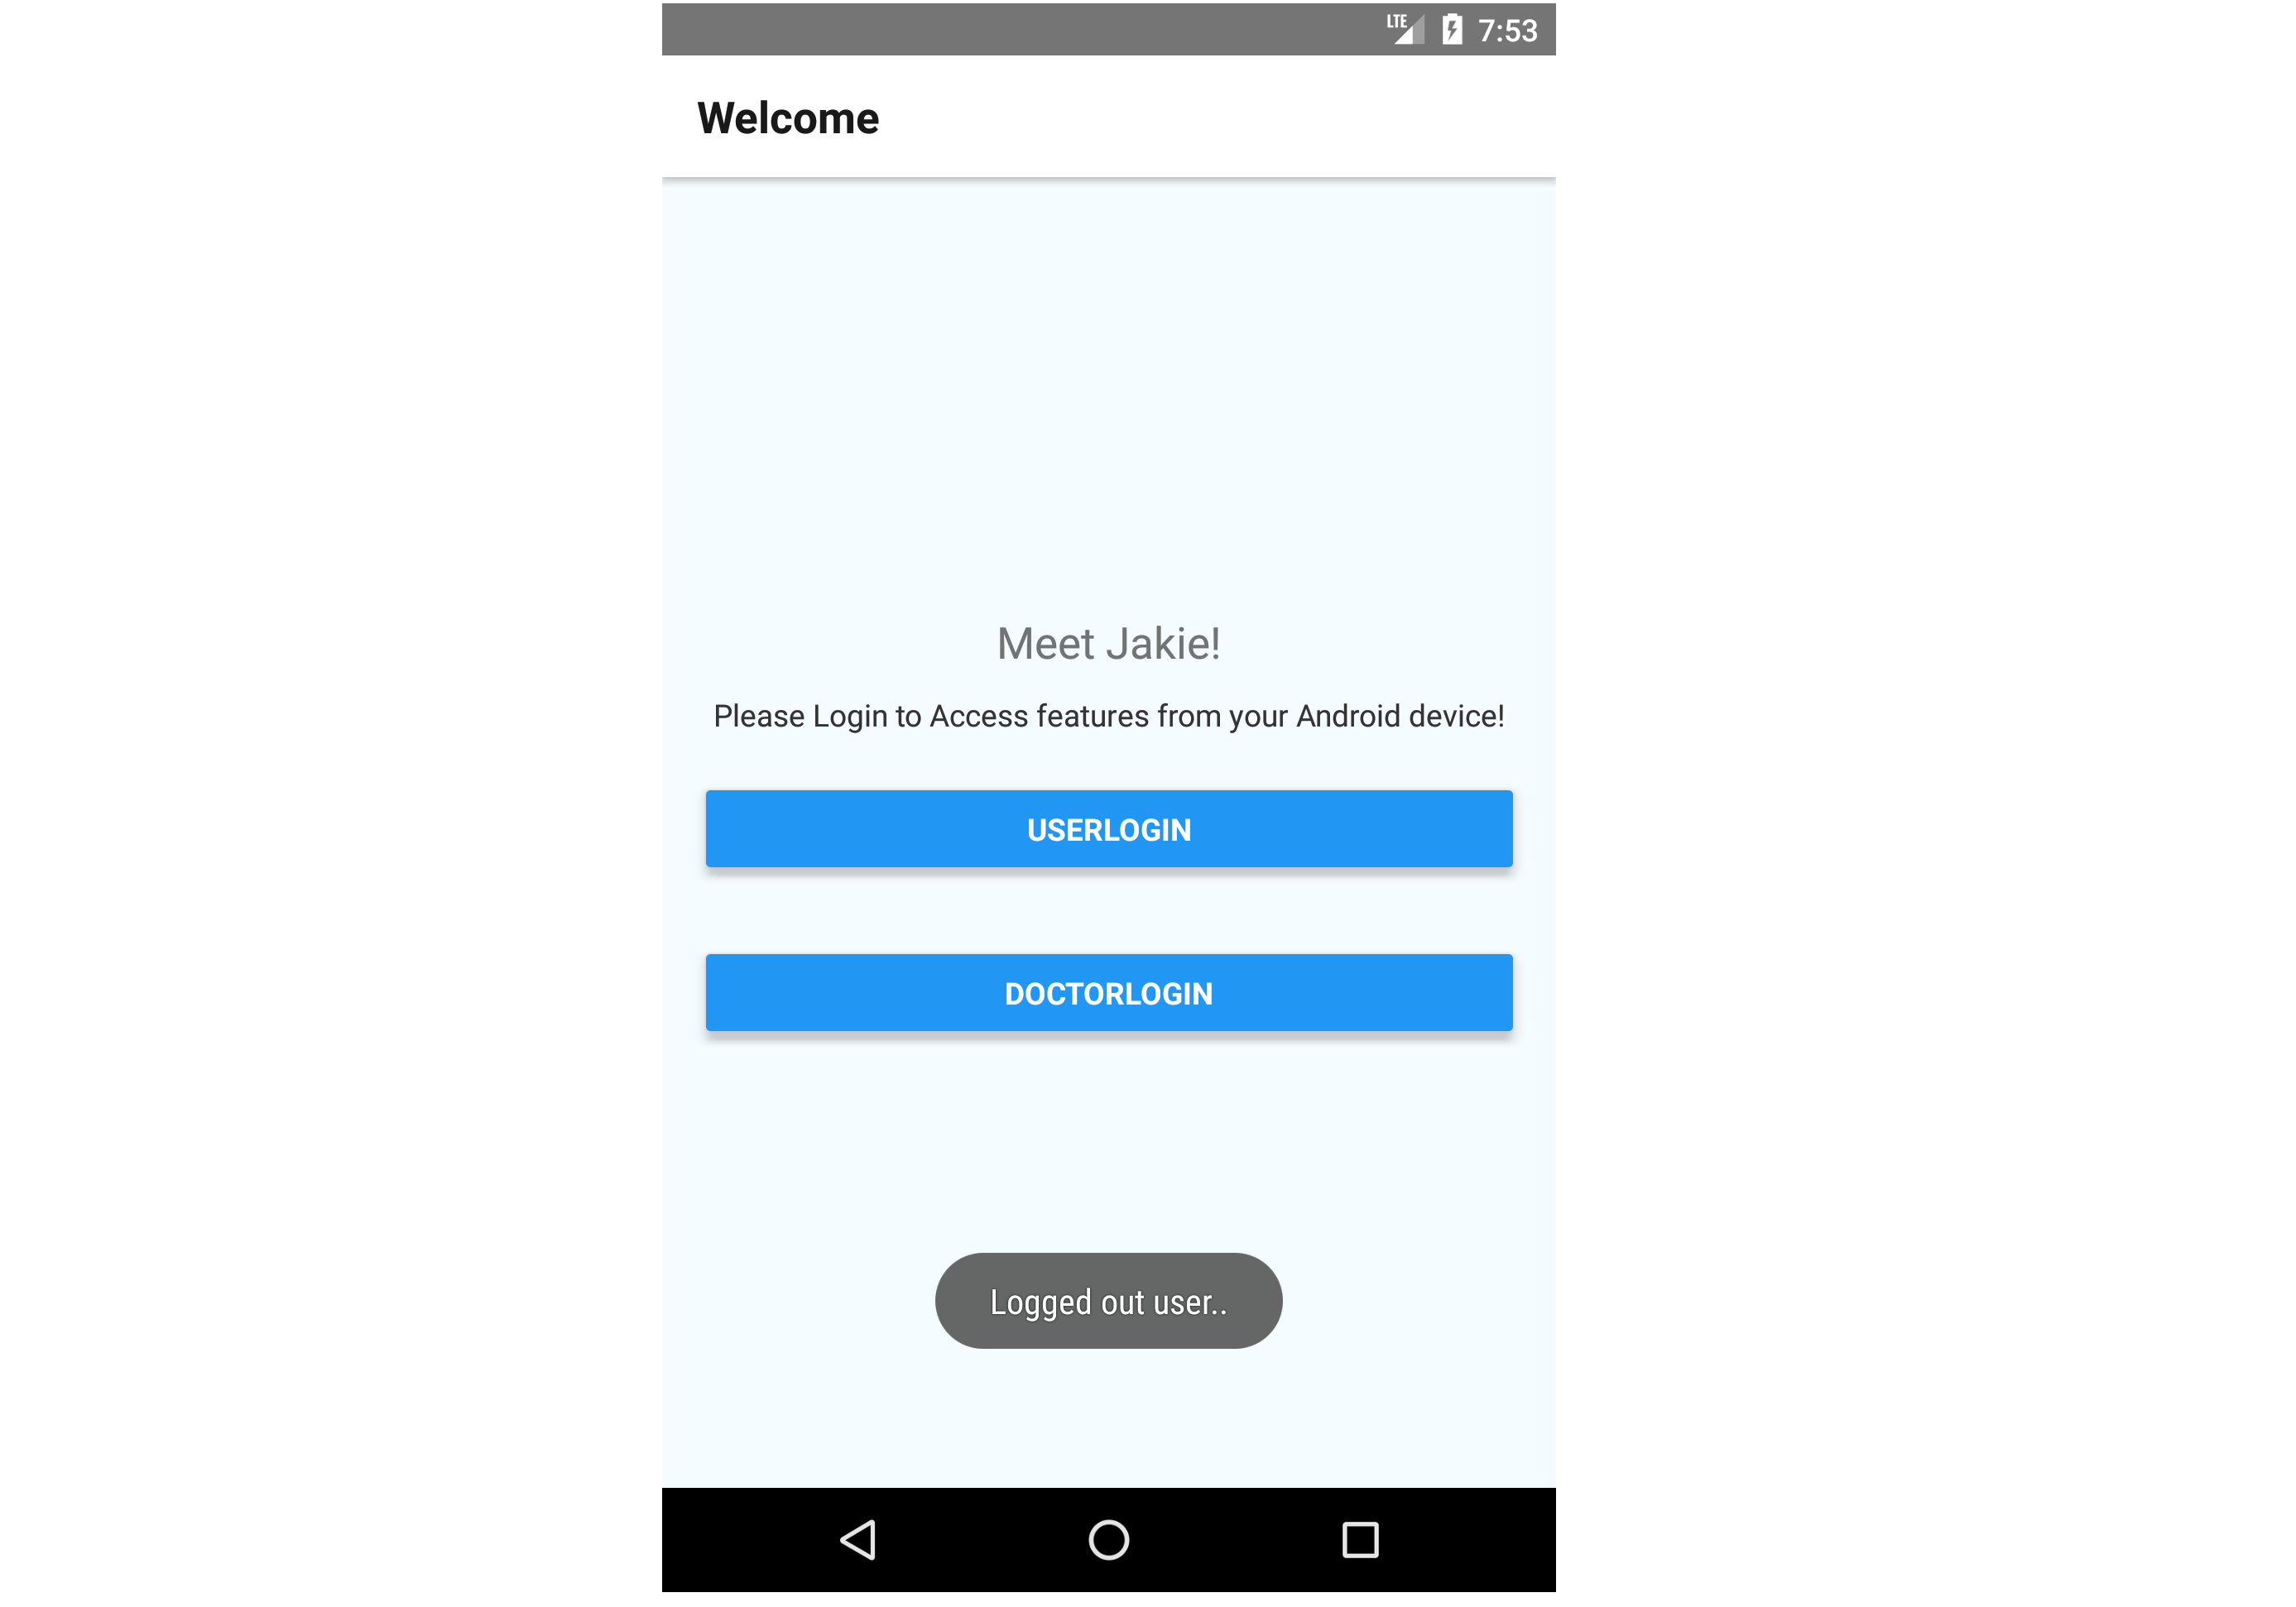 LTE 7:53
Welcome
Meet Jakie!
Please Login to Access features from your Android device!
USERLOGIN
DOCTORLOGIN
Logged out user..